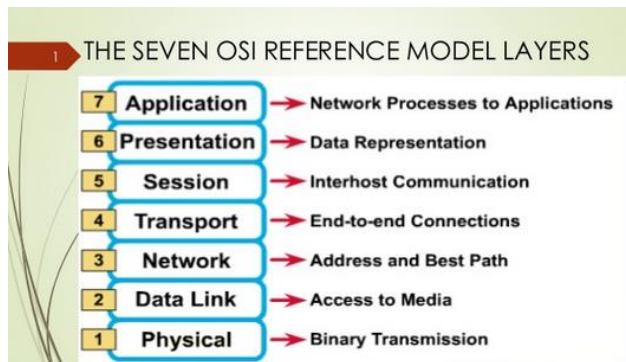 1 THE SEVEN OSI REFERENCE MODEL LAYERS
7 Application Network Processes to Applications
6 Presentation Data Representation
5 Session Interhost Communication
4 Transport End-to-end Connections
3 Network Address and Best Path
2 Data Link Access to Media
1 Physical Binary Transmission